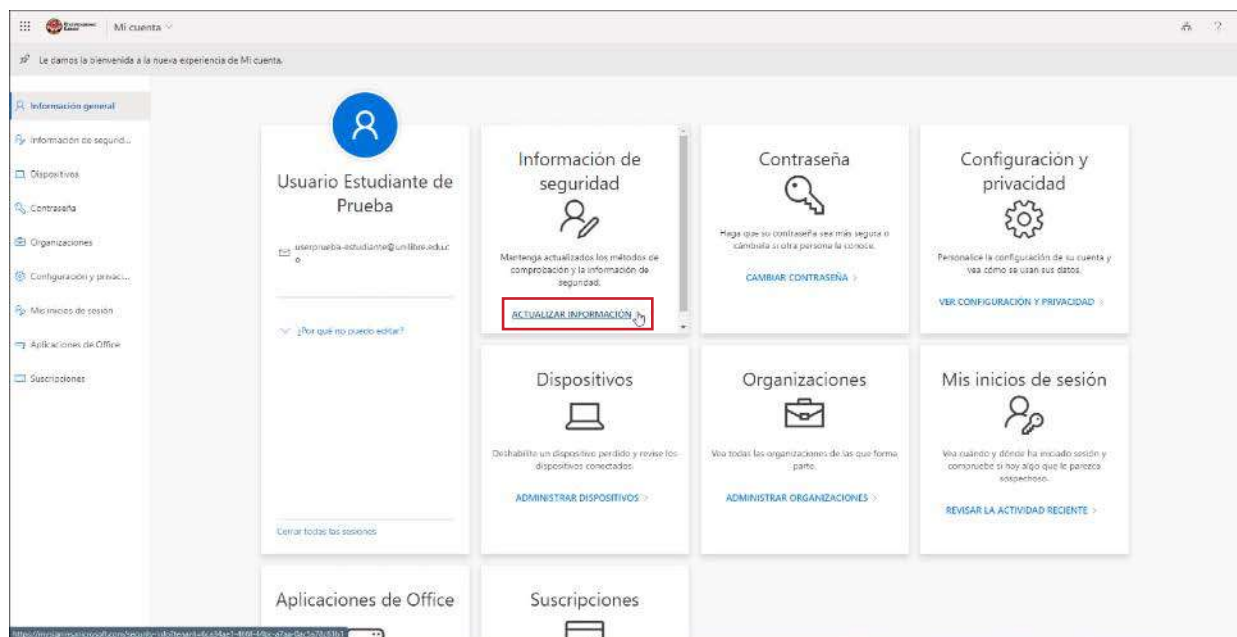 Mi cuenta
?
Le damos la bienvenida a la nueva experiencia de Mi cuenta.
Información general
Información de segurid...
Dispositivos
Contraseña
Organizaciones
Configuración y privaci...
Mis inicios de sesión
Aplicaciones de Office
Suscripciones
Usuario Estudiante de
Prueba
userprueba-estudiante@unilibre.edu.c
o
¿Por qué no puedo editar?
Cerrar todas las sesiones
Información de
seguridad
Mantenga actualizados los métodos de
comprobación y la información de
seguridad.
ACTUALIZAR INFORMACIÓN
Contraseña
Haga que su contraseña sea más segura o
cámbiela si otra persona la conoce.
CAMBIAR CONTRASEÑA >
Configuración y
privacidad
Personalice la configuración de su cuenta y
vea cómo se usan sus datos.
VER CONFIGURACIÓN Y PRIVACIDAD >
Dispositivos
Deshabilite un dispositivo perdido y revise los
dispositivos conectados.
ADMINISTRAR DISPOSITIVOS >
Organizaciones
Vea todas las organizaciones de las que forma
parte.
ADMINISTRAR ORGANIZACIONES >
Mis inicios de sesión
Vea cuándo y dónde ha iniciado sesión y
compruebe si hay algo que le parezca
sospechoso.
REVISAR LA ACTIVIDAD RECIENTE >
Aplicaciones de Office
Suscripciones